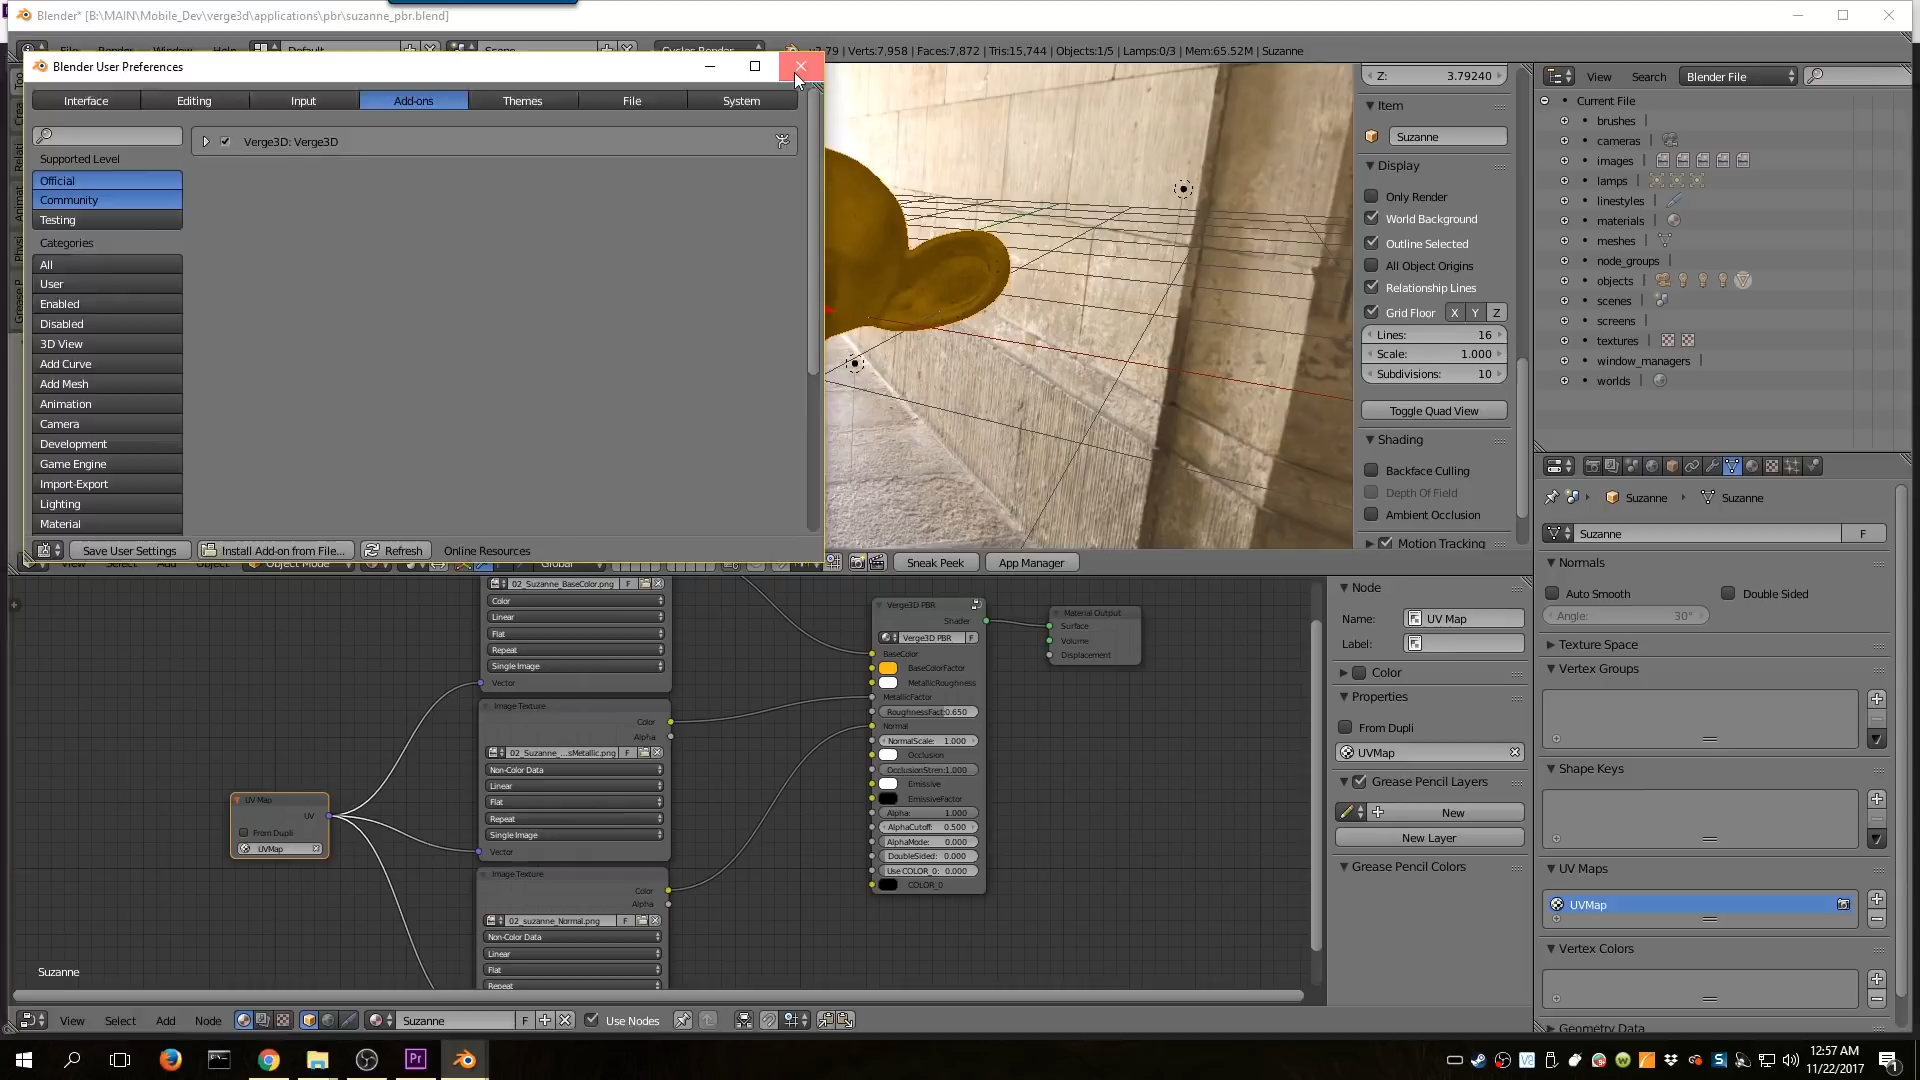 Blender* [B:\MAIN\Mobile_Dev\verge3d\applications\pbr\suzanne_pbr.blend]
.79 | Verts:7,958 | Faces:7,872 | Tris:15,744 | Objects:1/5 | Lamps:0/3 | Mem:65.52M | Suzanne
Blender User Preferences
Interface
Editing
Input
Add-ons
Themes
File
System
Verge3D: Verge3D
Supported Level
Official
Community
Testing
Categories
All
User
Enabled
Disabled
3D View
Add Curve
Add Mesh
Animation
Camera
Development
Game Engine
Import-Export
Lighting
Material
Save User Settings
Install Add-on from File...
Refresh
Online Resources
Sneak Peek
App Manager
Z: 3.79240
Item
Suzanne
Display
Only Render
World Background
Outline Selected
All Object Origins
Relationship Lines
Grid Floor X Y Z
Lines: 16
Scale: 1.000
Subdivisions: 10
Toggle Quad View
Shading
Backface Culling
Depth Of Field
Ambient Occlusion
Motion Tracking
View
Search
Blender File
Current File
brushes
cameras
images
lamps
linestyles
materials
meshes
node_groups
objects
scenes
screens
textures
window_managers
worlds
Suzanne
Suzanne
Suzanne
F
Normals
Auto Smooth
Double Sided
Angle: 30°
Texture Space
Vertex Groups
Shape Keys
UV Maps
UVMap
Vertex Colors
Geometry Data
02_Suzanne_BaseColor.png F
Color
Linear
Flat
Repeat
Single Image
Vector
Image Texture
Color
Alpha
02_Suzanne_...sMetallic.png F
Non-Color Data
Linear
Flat
Repeat
Single Image
Vector
Image Texture
Color
Alpha
02_suzanne_Normal.png F
Non-Color Data
Linear
Flat
Repeat
UV Map
UV
From Dupli
UVMap
Verge3D PBR
Shader
Verge3D PBR F
BaseColor
BaseColorFactor
MetallicRoughness
MetallicFactor
RoughnessFact:0.650
Normal
NormalScale: 1.000
Occlusion
OcclusionStren:1.000
Emissive
EmissiveFactor
Alpha: 1.000
AlphaCutoff: 0.500
AlphaMode: 0.000
DoubleSided: 0.000
Use COLOR_0: 0.000
COLOR_0
Material Output
Surface
Volume
Displacement
Node
Name: UV Map
Label:
Color
Properties
From Dupli
UVMap
Grease Pencil Layers
New
New Layer
Grease Pencil Colors
Suzanne
View
Select
Add
Node
Suzanne
F
Use Nodes
12:57 AM
11/22/2017